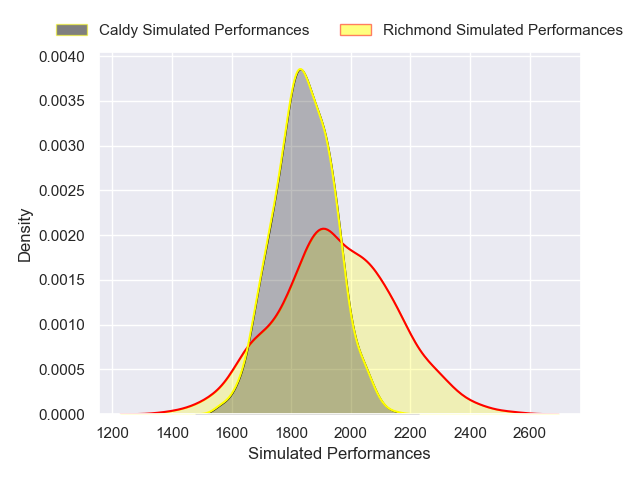 Caldy Simulated Performances
Richmond Simulated Performances
0.0040
0.0035
0.0030
0.0025
0.0020
0.0015
0.0010
0.0005
0.0000
Density
1200 1400 1600 1800 2000 2200 2400 2600
Simulated Performances